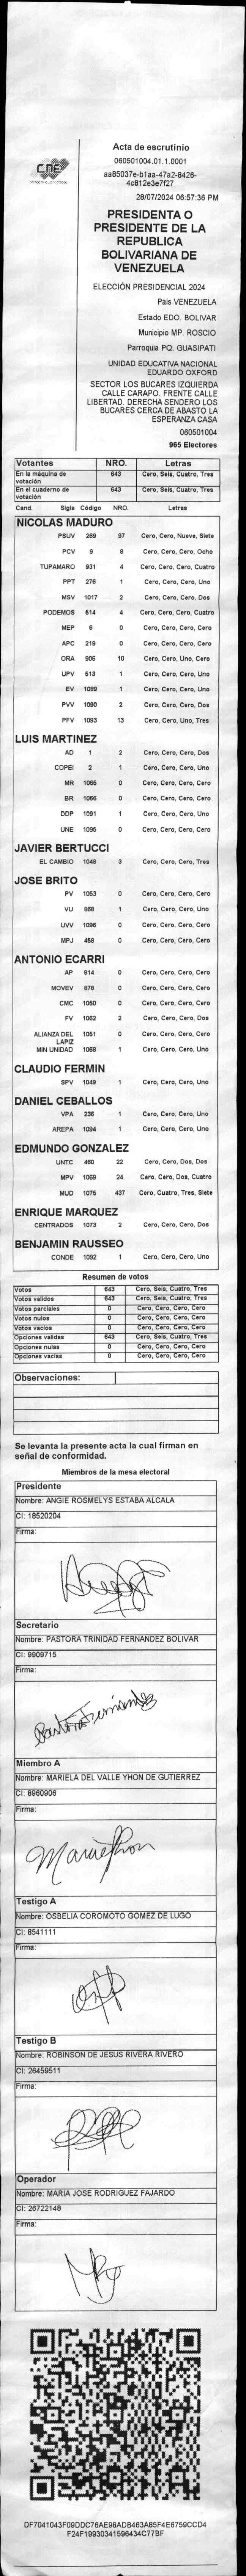 CNE
Acta de escrutinio
060501004.01.1.0001
aa85037e-b1aa-47a2-8426-
4c812e3e7f27
28/07/2024 06:57:36 PM
PRESIDENTA O
PRESIDENTE DE LA
REPUBLICA
BOLIVARIANA DE
VENEZUELA
ELECCIÓN PRESIDENCIAL 2024
Pais VENEZUELA
Estado EDO. BOLIVAR
Municipio MP. ROSCIO
Parroquia PQ. GUASIPATI
UNIDAD EDUCATIVA NACIONAL
EDUARDO OXFORD
SECTOR LOS BUCARES IZQUIERDA
CALLE CARAPO. FRENTE CALLE
LIBERTAD. DERECHA SENDERO LOS
BUCARES CERCA DE ABASTO LA
ESPERANZA CASA
060501004
965 Electores
Votantes NRO. Letras
En la máquina de votación 643 Cero, Seis, Cuatro, Tres
En el cuaderno de votación 643 Cero, Seis, Cuatro, Tres
Cand. Sigla Código NRO. Letras
NICOLAS MADURO
PSUV 269 97 Cero, Cero, Nueve, Siete
PCV 9 8 Cero, Cero, Cero, Ocho
TUPAMARO 931 4 Cero, Cero, Cero, Cuatro
PPT 276 1 Cero, Cero, Cero, Uno
MSV 1017 2 Cero, Cero, Cero, Dos
PODEMOS 514 4 Cero, Cero, Cero, Cuatro
MEP 6 0 Cero, Cero, Cero, Cero
APC 219 0 Cero, Cero, Cero, Cero
ORA 906 10 Cero, Cero, Uno, Cero
UPV 513 1 Cero, Cero, Cero, Uno
EV 1089 1 Cero, Cero, Cero, Uno
PVV 1090 2 Cero, Cero, Cero, Dos
PFV 1093 13 Cero, Cero, Uno, Tres
LUIS MARTINEZ
AD 1 2 Cero, Cero, Cero, Dos
COPEI 2 1 Cero, Cero, Cero, Uno
MR 1065 0 Cero, Cero, Cero, Cero
BR 1066 0 Cero, Cero, Cero, Cero
DDP 1091 1 Cero, Cero, Cero, Uno
UNE 1095 0 Cero, Cero, Cero, Cero
JAVIER BERTUCCI
EL CAMBIO 1048 3 Cero, Cero, Cero, Tres
JOSE BRITO
PV 1053 0 Cero, Cero, Cero, Cero
VU 868 1 Cero, Cero, Cero, Uno
UVV 1096 0 Cero, Cero, Cero, Cero
MPJ 458 0 Cero, Cero, Cero, Cero
ANTONIO ECARRI
AP 814 0 Cero, Cero, Cero, Cero
MOVEV 878 0 Cero, Cero, Cero, Cero
CMC 1050 0 Cero, Cero, Cero, Cero
FV 1062 2 Cero, Cero, Cero, Dos
ALIANZA DEL LAPIZ 1051 0 Cero, Cero, Cero, Cero
MIN UNIDAD 1068 1 Cero, Cero, Cero, Uno
CLAUDIO FERMIN
SPV 1049 1 Cero, Cero, Cero, Uno
DANIEL CEBALLOS
VPA 236 1 Cero, Cero, Cero, Uno
AREPA 1094 1 Cero, Cero, Cero, Uno
EDMUNDO GONZALEZ
UNTC 460 22 Cero, Cero, Dos, Dos
MPV 1069 24 Cero, Cero, Dos, Cuatro
MUD 1075 437 Cero, Cuatro, Tres, Siete
ENRIQUE MARQUEZ
CENTRADOS 1073 2 Cero, Cero, Cero, Dos
BENJAMIN RAUSSEO
CONDE 1092 1 Cero, Cero, Cero, Uno
Resumen de votos
Votos 643 Cero, Seis, Cuatro, Tres
Votos validos 643 Cero, Seis, Cuatro, Tres
Votos parciales 0 Cero, Cero, Cero, Cero
Votos nulos 0 Cero, Cero, Cero, Cero
Votos vacios 0 Cero, Cero, Cero, Cero
Opciones validas 643 Cero, Seis, Cuatro, Tres
Opciones nulas 0 Cero, Cero, Cero, Cero
Opciones vacias 0 Cero, Cero, Cero, Cero
Observaciones:
Se levanta la presente acta la cual firman en
señal de conformidad.
Miembros de la mesa electoral
Presidente
Nombre: ANGIE ROSMELYS ESTABA ALCALA
CI: 18520204
Firma:
Secretario
Nombre: PASTORA TRINIDAD FERNANDEZ BOLIVAR
CI: 9909715
Firma:
Pastora Fernandez
Miembro A
Nombre: MARIELA DEL VALLE YHON DE GUTIERREZ
CI: 8960906
Firma:
Testigo A
Nombre: OSBELIA COROMOTO GOMEZ DE LUGO
CI: 8541111
Firma:
Testigo B
Nombre: ROBINSON DE JESUS RIVERA RIVERO
CI: 26459511
Firma:
Operador
Nombre: MARIA JOSE RODRIGUEZ FAJARDO
CI: 26722148
Firma:
DF7041043F09DDC76AE98ADB463A85F4E6759CCD4
F24F19930341596434C77BF